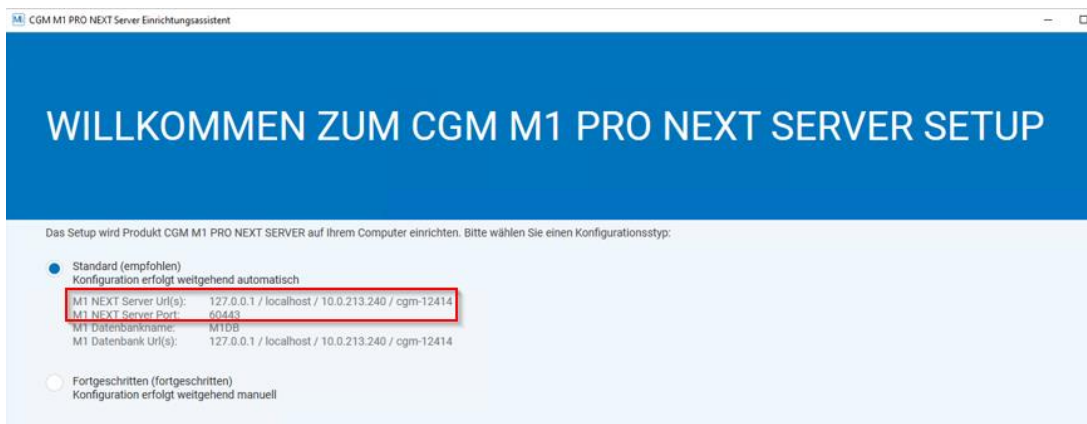 CGM M1 PRO NEXT Server Einrichtungsassistent
WILLKOMMEN ZUM CGM M1 PRO NEXT SERVER SETUP
Das Setup wird Produkt CGM M1 PRO NEXT SERVER auf Ihrem Computer einrichten. Bitte wählen Sie einen Konfigurationsstyp:
Standard (empfohlen)
Konfiguration erfolgt weitgehend automatisch
M1 NEXT Server Url(s): 127.0.0.1 / localhost / 10.0.213.240 / cgm-12414
M1 NEXT Server Port: 60443
M1 Datenbankname: M1DB
M1 Datenbank Url(s): 127.0.0.1 / localhost / 10.0.213.240 / cgm-12414
Fortgeschritten (fortgeschritten)
Konfiguration erfolgt weitgehend manuell